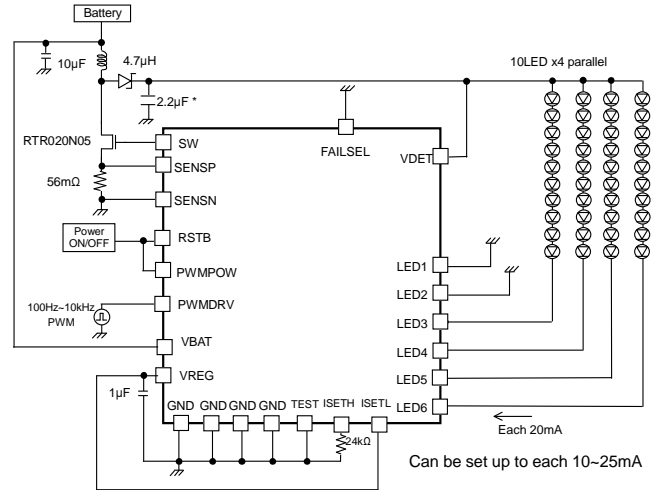 Battery
10µF
4.7µH
2.2µF *
10LED x4 parallel
RTR020N05
56mΩ
SW
FAILSEL
VDET
SENSP
SENSN
Power
ON/OFF
RSTB
PWMPOW
LED1
LED2
100Hz~10kHz
PWM
PWMDRV
LED3
VBAT
LED4
VREG
LED5
1µF
GND
GND
GND
GND
TEST
ISETH
ISETL
LED6
24kΩ
Each 20mA
Can be set up to each 10~25mA